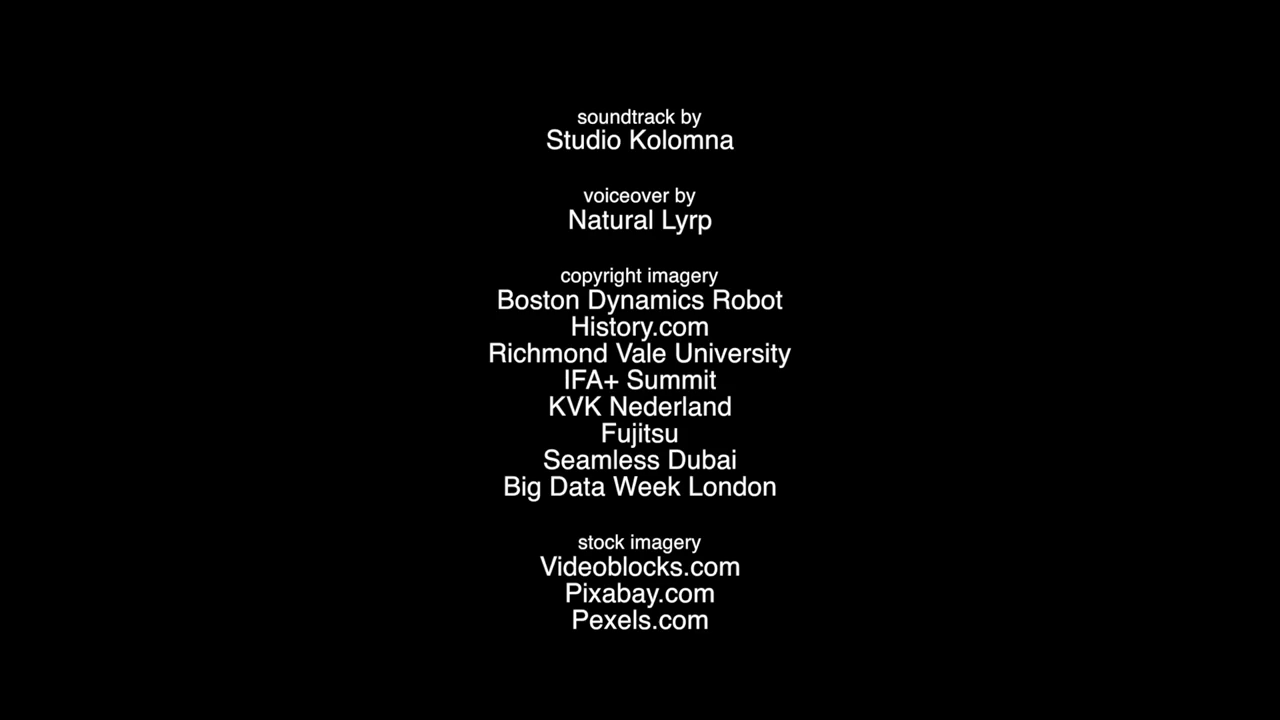 soundtrack by
Studio Kolomna
voiceover by
Natural Lyrp
copyright imagery
Boston Dynamics Robot
History.com
Richmond Vale University
IFA+ Summit
KVK Nederland
Fujitsu
Seamless Dubai
Big Data Week London
stock imagery
Videoblocks.com
Pixabay.com
Pexels.com